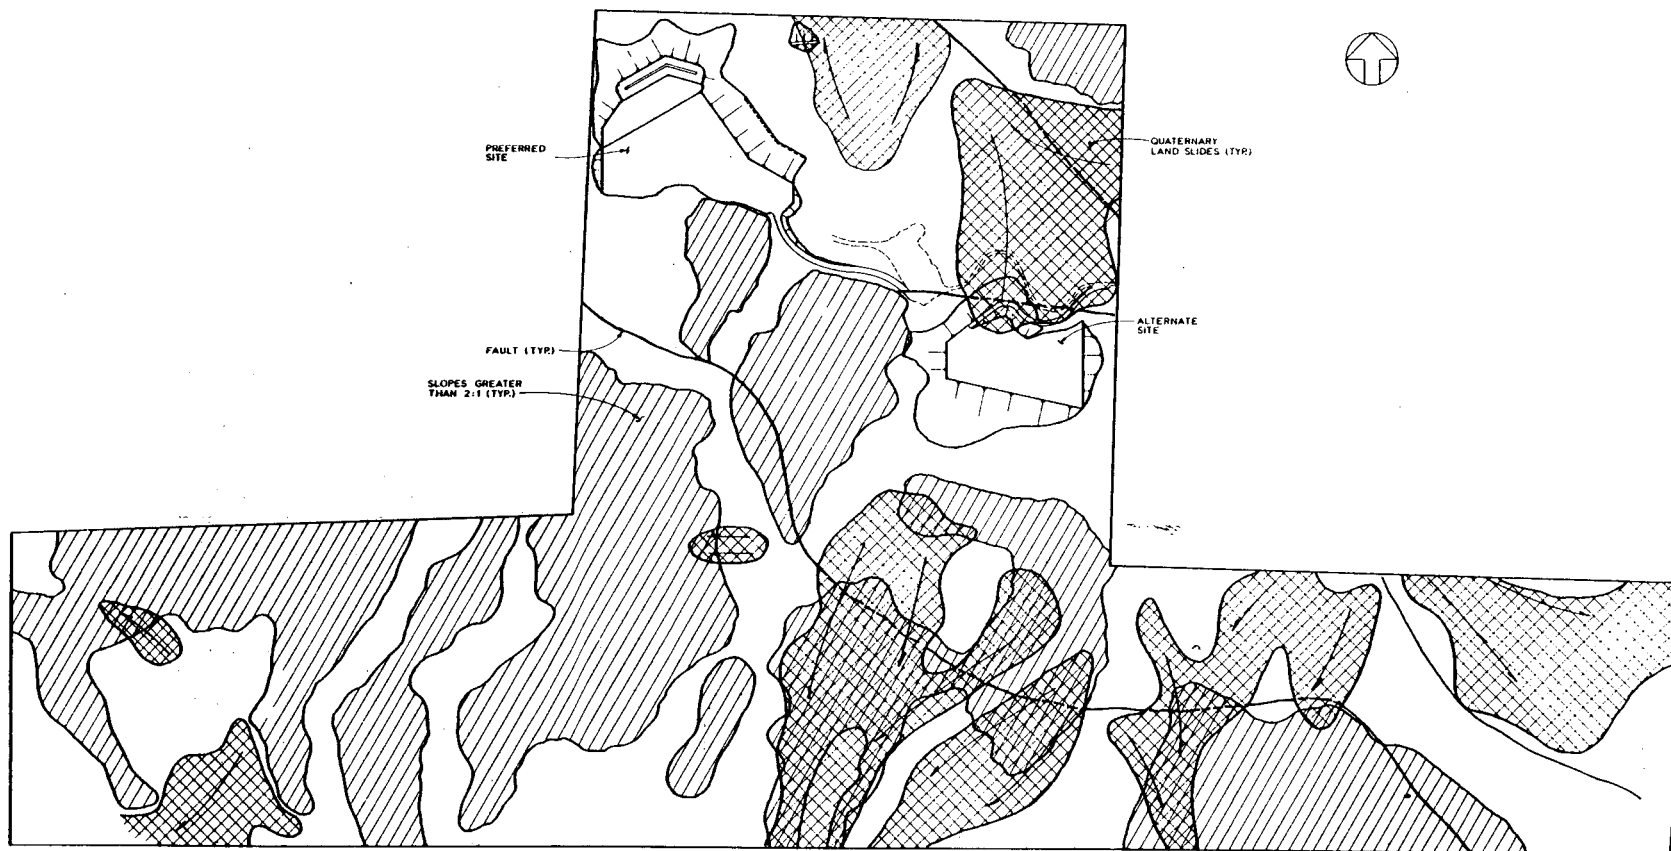 PREFERRED
SITE
QUATERNARY
LAND SLIDES (TYP.)
ALTERNATE
SITE
FAULT (TYP.)
SLOPES GREATER
THAN 2:1 (TYP.)